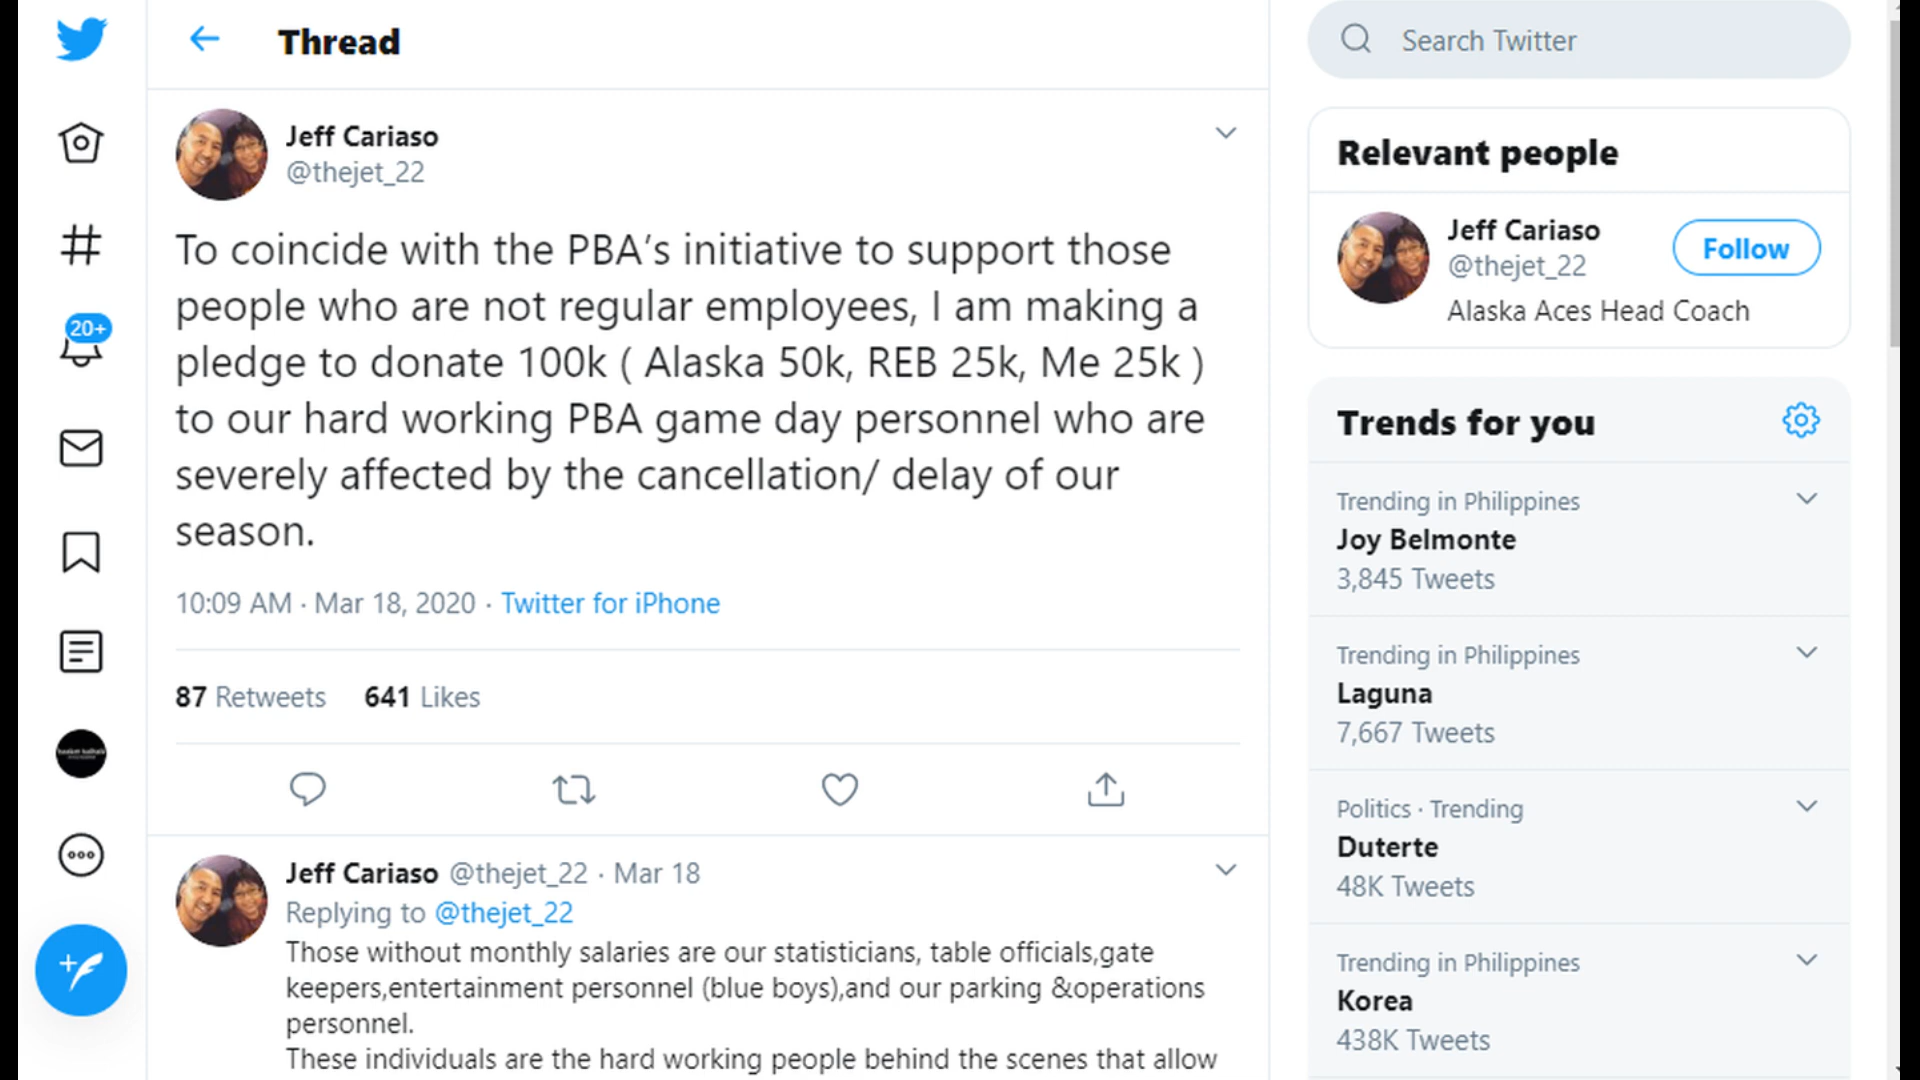 Thread
Jeff Cariaso
@thejet_22
To coincide with the PBA's initiative to support those
people who are not regular employees, I am making a
pledge to donate 100k ( Alaska 50k, REB 25k, Me 25k )
to our hard working PBA game day personnel who are
severely affected by the cancellation/ delay of our
season.
10:09 AM · Mar 18, 2020 · Twitter for iPhone
87 Retweets 641 Likes
Jeff Cariaso @thejet_22 · Mar 18
Replying to @thejet_22
Those without monthly salaries are our statisticians, table officials,gate
keepers,entertainment personnel (blue boys),and our parking &operations
personnel.
These individuals are the hard working people behind the scenes that allow
20+
Search Twitter
Relevant people
Jeff Cariaso
@thejet_22
Follow
Alaska Aces Head Coach
Trends for you
Trending in Philippines
Joy Belmonte
3,845 Tweets
Trending in Philippines
Laguna
7,667 Tweets
Politics · Trending
Duterte
48K Tweets
Trending in Philippines
Korea
438K Tweets